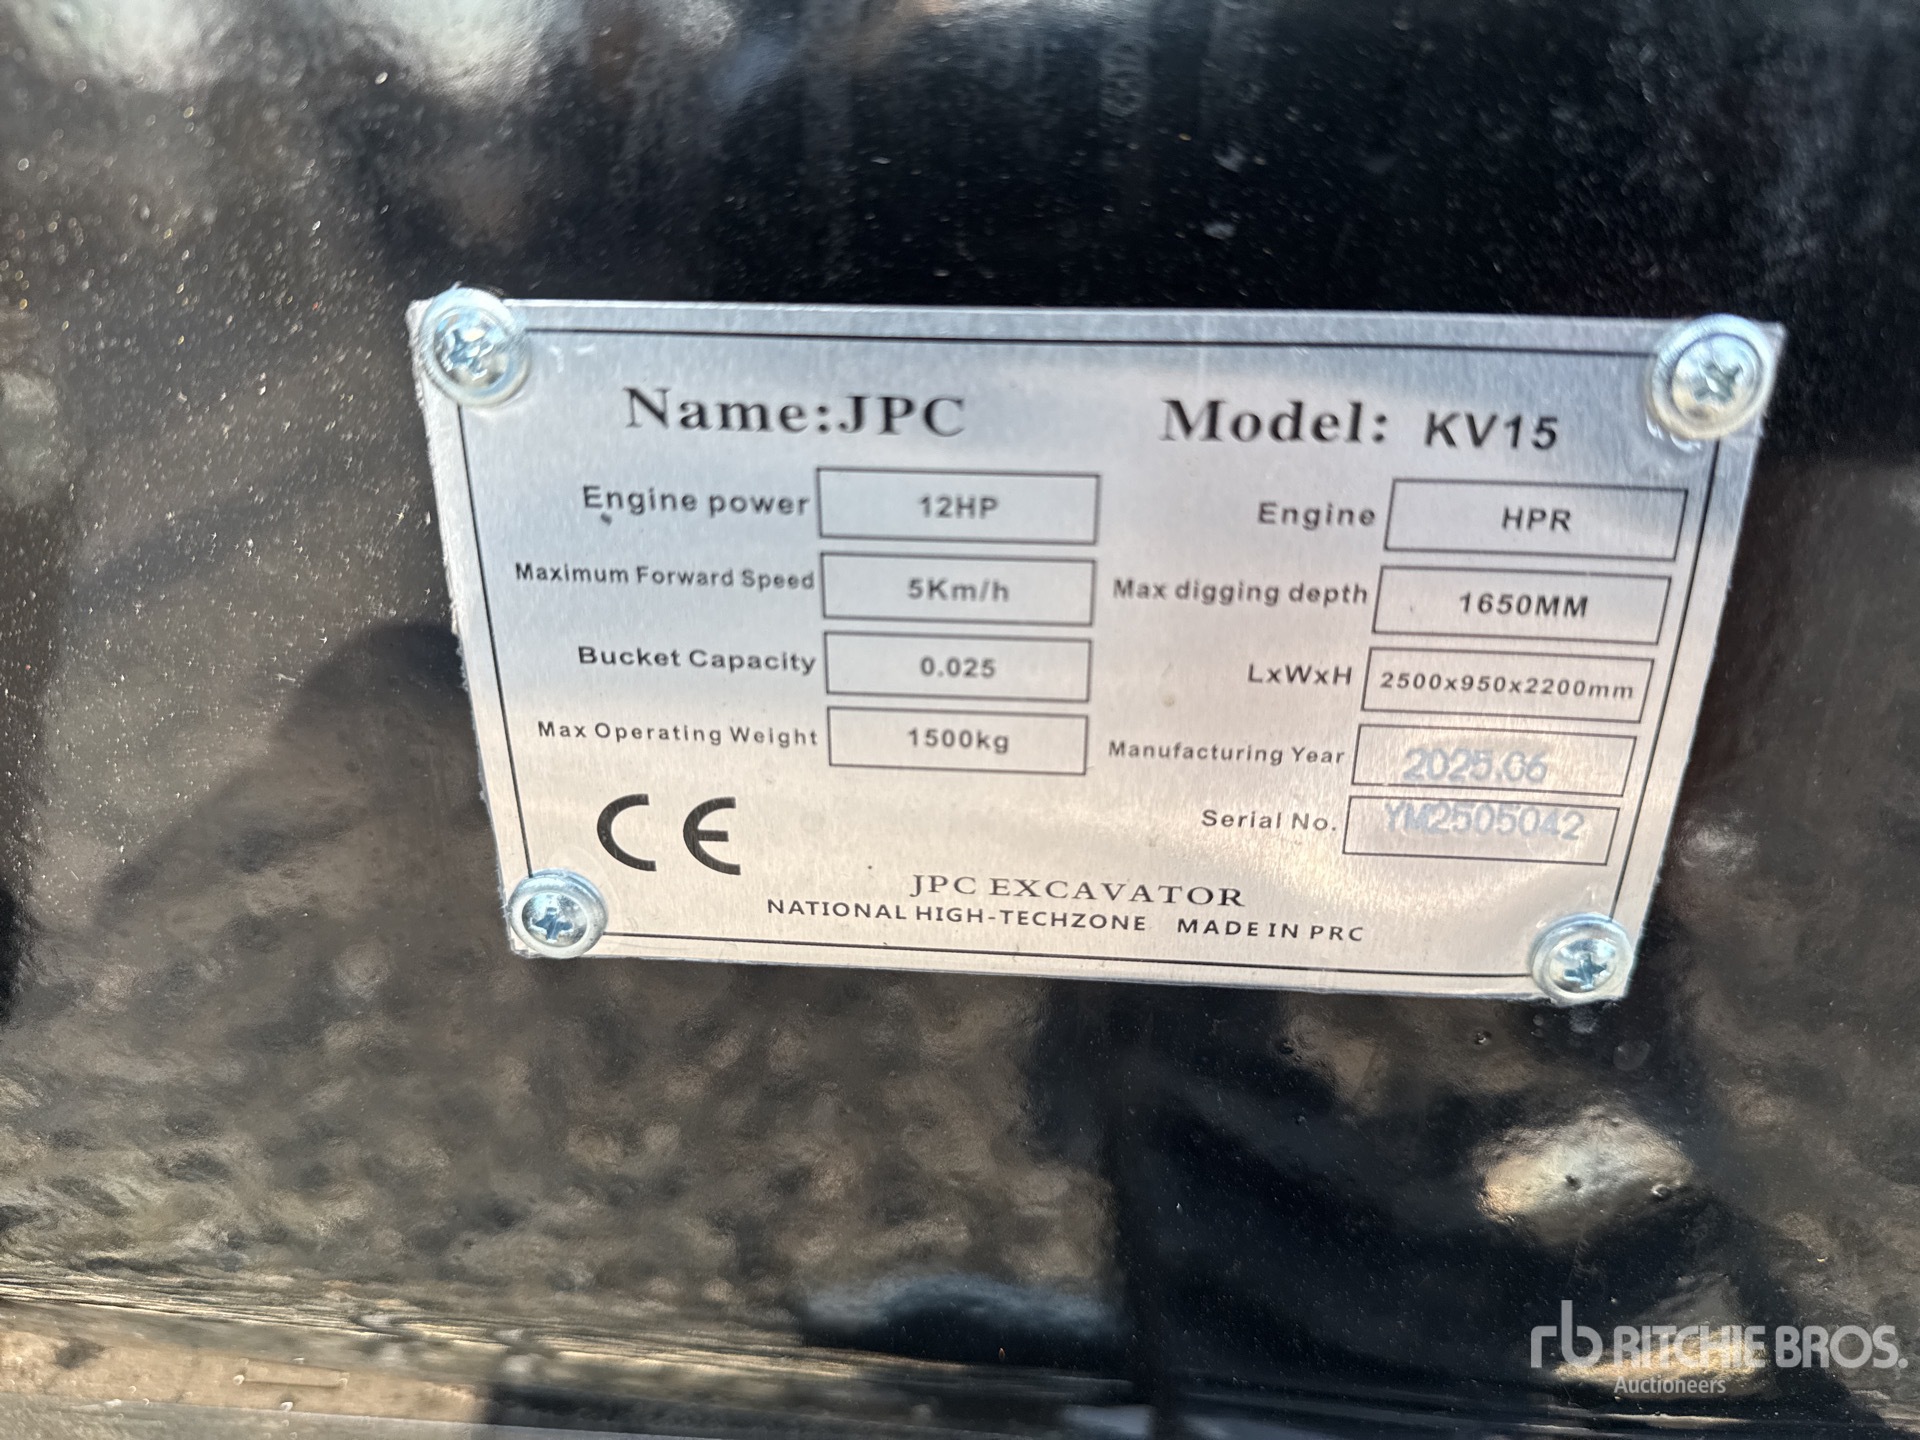 Name:JPC Model: KV15
Engine power 12HP Engine HPR
Maximum Forward Speed 5Km/h Max digging depth 1650MM
Bucket Capacity 0.025 LxWxH 2500x950x2200mm
Max Operating Weight 1500kg Manufacturing Year 2025.06
Serial No. YM2505042
CE
JPC EXCAVATOR
NATIONAL HIGH-TECHZONE MADE IN PRC
rb RITCHIE BROS.
Auctioneers